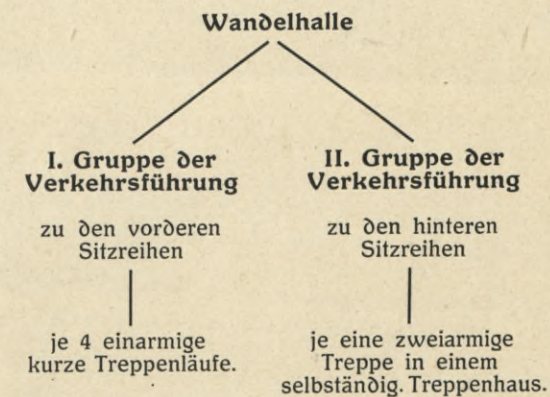 Wandelhalle
I. Gruppe der
Verkehrsführung
zu den vorderen
Sitzreihen
je 4 einarmige
kurze Treppenläufe.
II. Gruppe der
Verkehrsführung
zu den hinteren
Sitzreihen
je eine zweiarmige
Treppe in einem
selbständig. Treppenhaus.